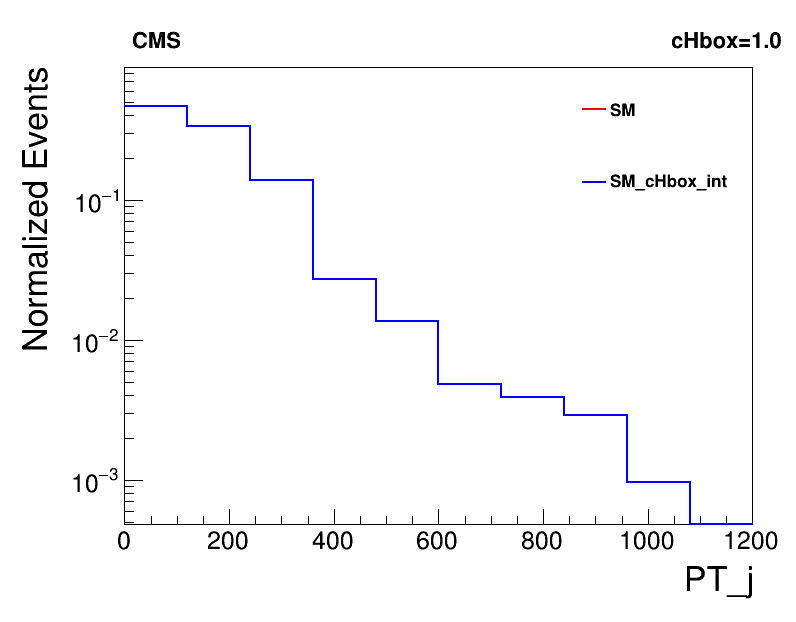 CMS
cHbox=1.0
Normalized Events
SM
SM_cHbox_int
10⁻¹
10⁻²
10⁻³
0 200 400 600 800 1000 1200
PT_j